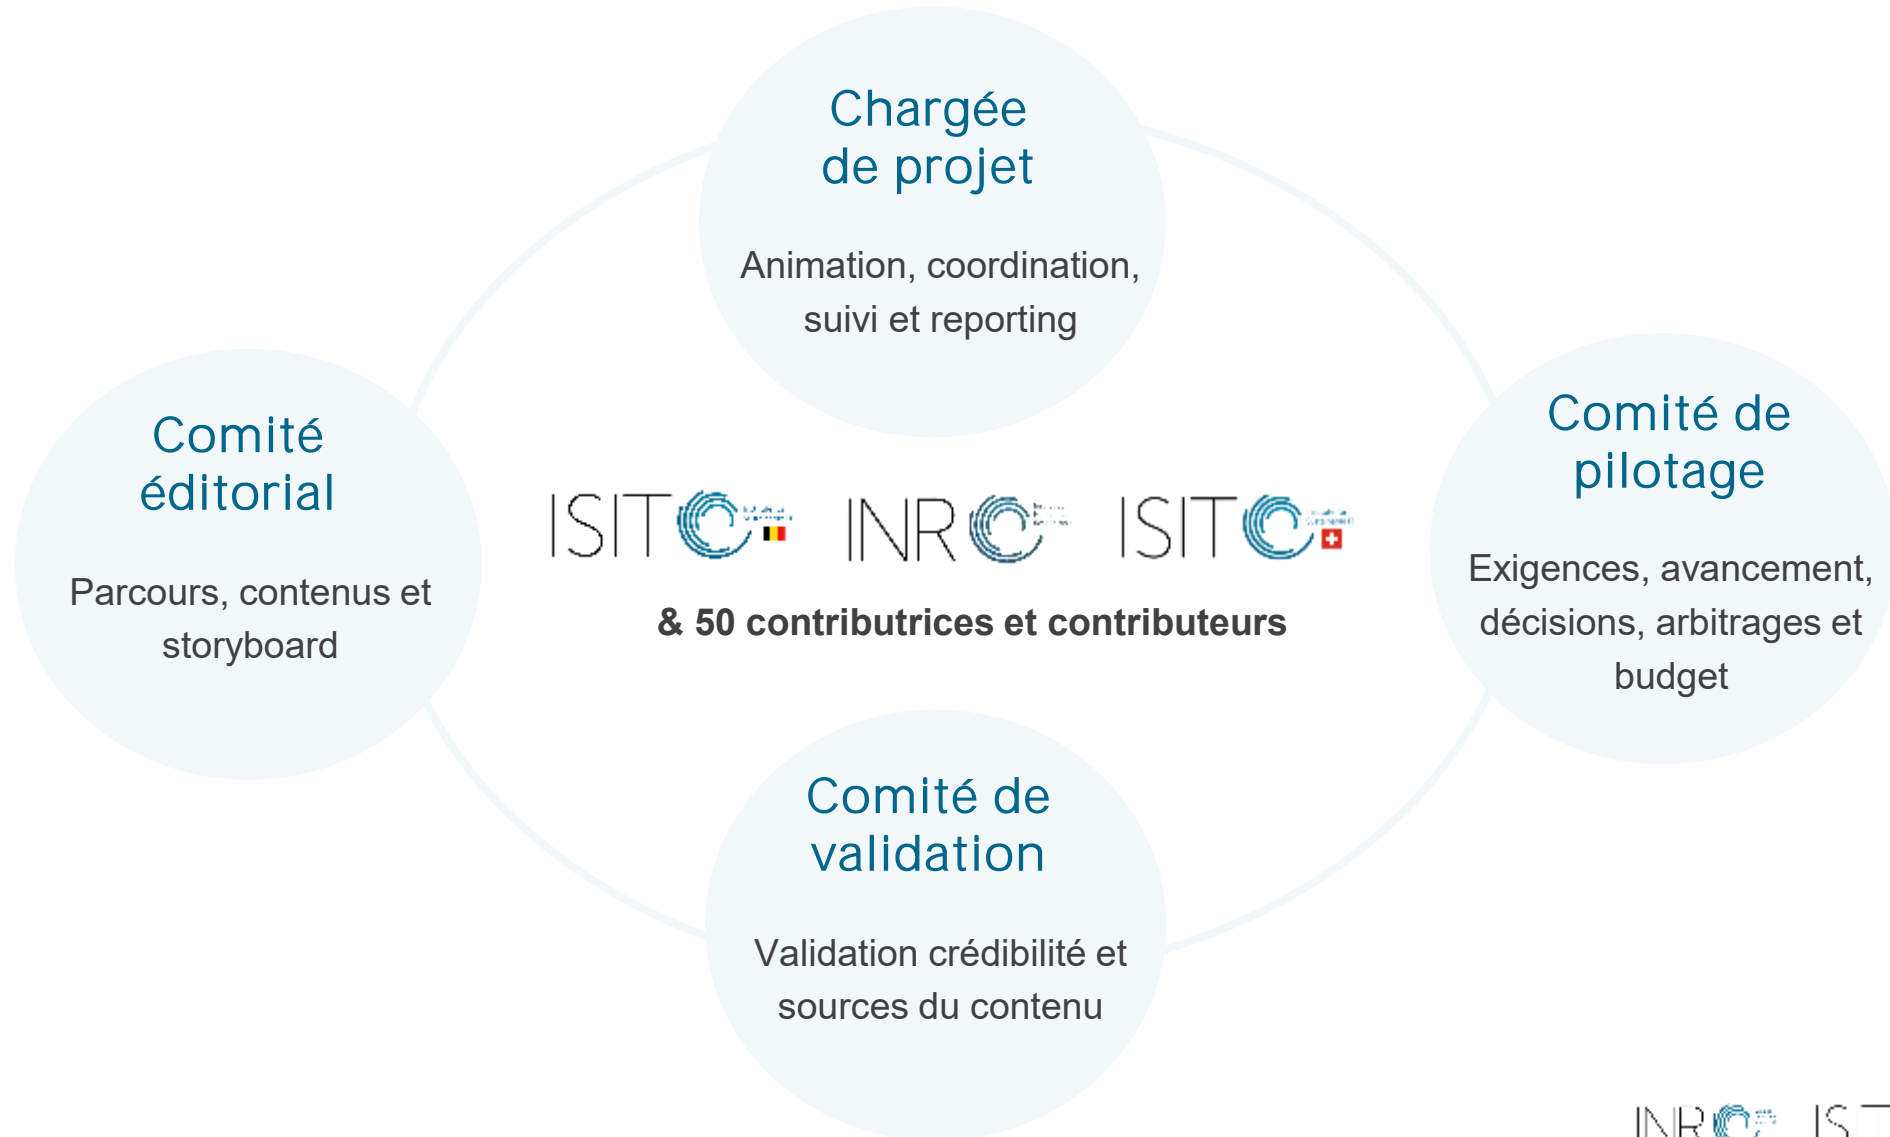 Chargée
de projet
Animation, coordination,
suivi et reporting
Comité
éditorial
Parcours, contenus et
storyboard
ISIT
INR
ISIT
& 50 contributrices et contributeurs
Comité de
pilotage
Exigences, avancement,
décisions, arbitrages et
budget
Comité de
validation
Validation crédibilité et
sources du contenu
INR